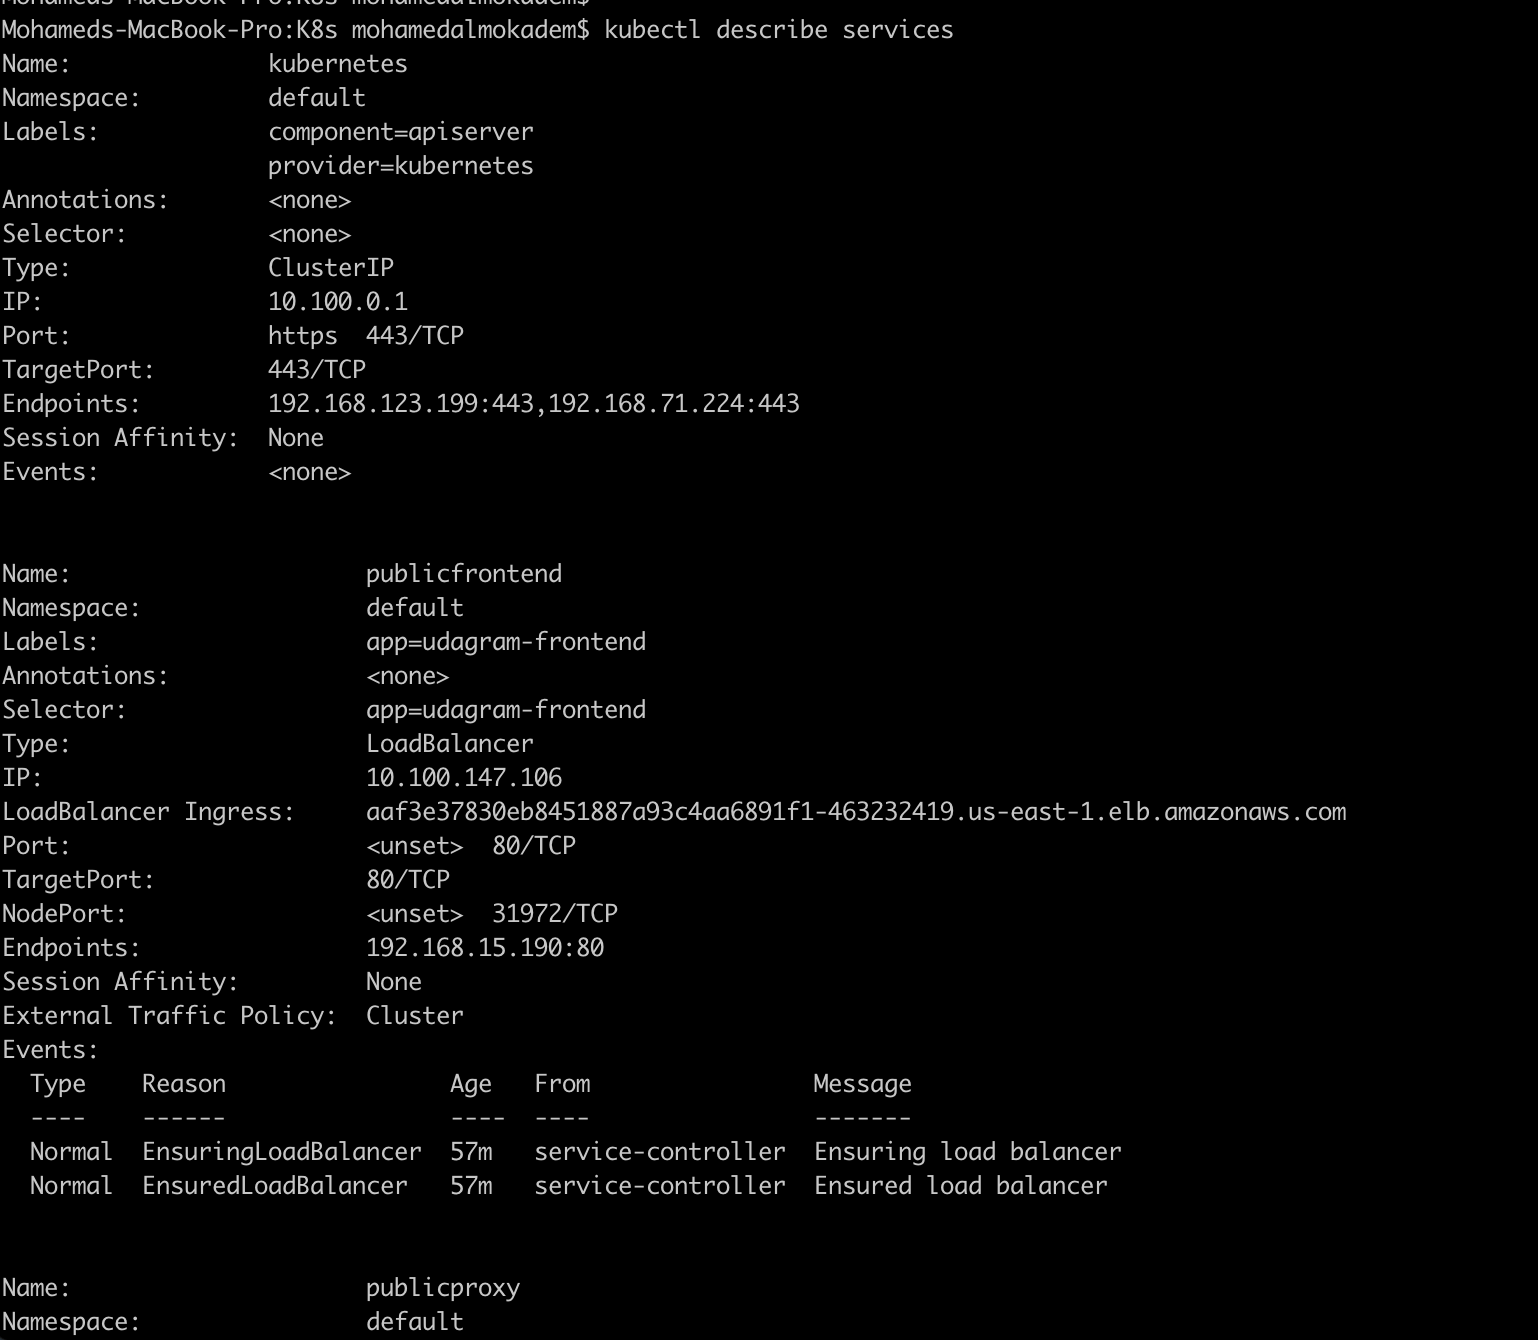 Mohameds-MacBook-Pro:K8s mohamedalmokadem$
Mohameds-MacBook-Pro:K8s mohamedalmokadem$ kubectl describe services
Name:              kubernetes
Namespace:         default
Labels:            component=apiserver
                   provider=kubernetes
Annotations:       <none>
Selector:          <none>
Type:              ClusterIP
IP:                10.100.0.1
Port:              https  443/TCP
TargetPort:        443/TCP
Endpoints:         192.168.123.199:443,192.168.71.224:443
Session Affinity:  None
Events:            <none>
Name:                     publicfrontend
Namespace:                default
Labels:                   app=udagram-frontend
Annotations:              <none>
Selector:                 app=udagram-frontend
Type:                     LoadBalancer
IP:                       10.100.147.106
LoadBalancer Ingress:     aaf3e37830eb8451887a93c4aa6891f1-463232419.us-east-1.elb.amazonaws.com
Port:                     <unset>  80/TCP
TargetPort:               80/TCP
NodePort:                 <unset>  31972/TCP
Endpoints:                192.168.15.190:80
Session Affinity:         None
External Traffic Policy:  Cluster
Events:
  Type    Reason                Age   From                Message
  ----    ------                ----  ----                -------
  Normal  EnsuringLoadBalancer  57m   service-controller  Ensuring load balancer
  Normal  EnsuredLoadBalancer   57m   service-controller  Ensured load balancer
Name:                     publicproxy
Namespace:                default